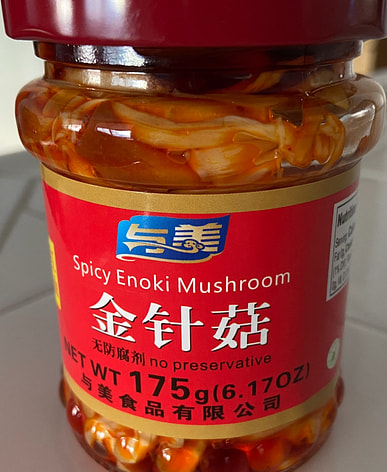 与美
Spicy Enoki Mushroom
金针菇
无防腐剂 no preservative
NET WT 175g(6.17OZ)
与美食品有限公司